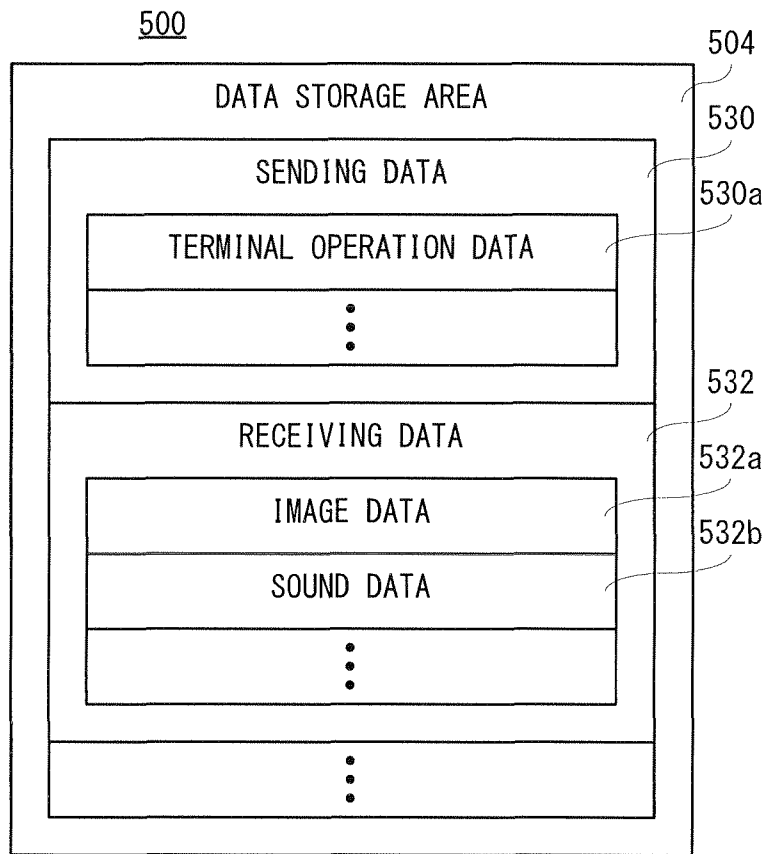 500
504
DATA STORAGE AREA
530
SENDING DATA
530a
TERMINAL OPERATION DATA
532
RECEIVING DATA
532a
IMAGE DATA
532b
SOUND DATA